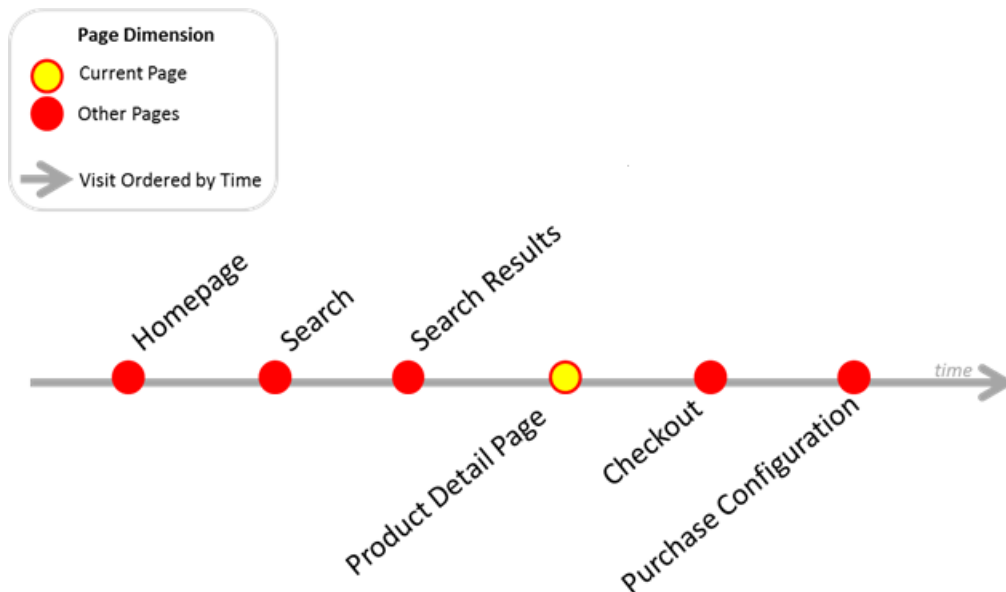 Page Dimension
Current Page
Other Pages
Visit Ordered by Time
Homepage
Search
Search Results
time
Product Detail Page
Checkout
Purchase Configuration